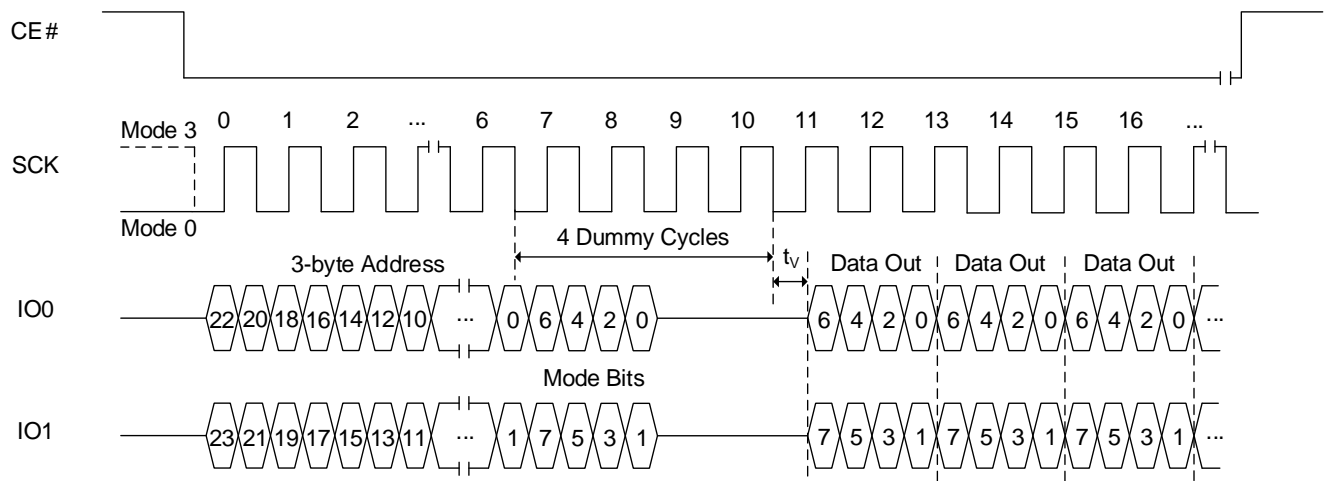 CE#
0 1 2 ... 6 7 8 9 10 11 12 13 14 15 16 ...
Mode 3
SCK
Mode 0
4 Dummy Cycles
3-byte Address
tV
Data Out Data Out Data Out
IO0
22 20 18 16 14 12 10 ... 0 6 4 2 0 6 4 2 0 6 4 2 0 6 4 2 0 ...
Mode Bits
IO1
23 21 19 17 15 13 11 ... 1 7 5 3 1 7 5 3 1 7 5 3 1 7 5 3 1 ...